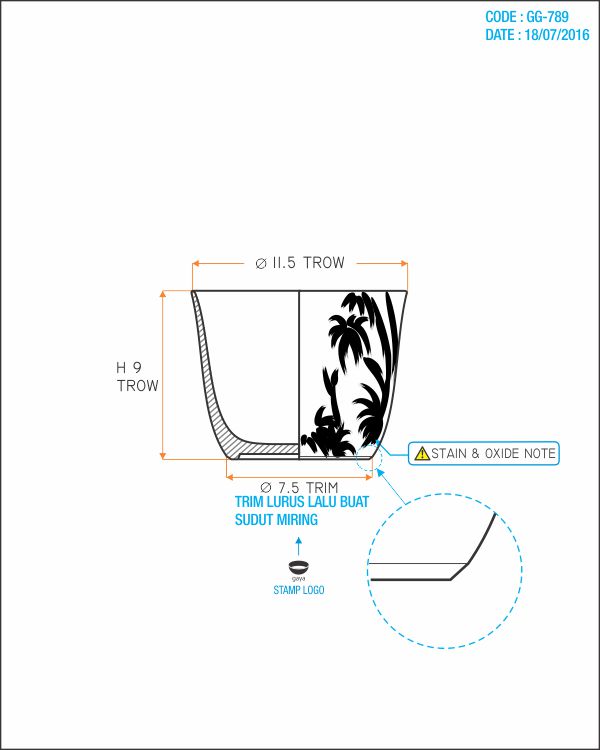 CODE : GG-789
DATE : 18/07/2016
⌀ 11.5 TROW
H 9
TROW
STAIN & OXIDE NOTE
⌀ 7.5 TRIM
TRIM LURUS LALU BUAT
SUDUT MIRING
gaya
STAMP LOGO